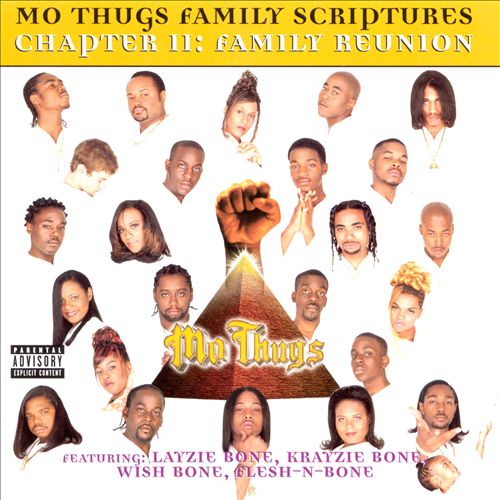 MO THUGS FAMILY SCRIPTURES
CHAPTER II: FAMILY REUNION
Mo Thugs
PARENTAL
ADVISORY
EXPLICIT CONTENT
FEATURING: LAYZIE BONE, KRAYZIE BONE,
WISH BONE, FLESH-N-BONE